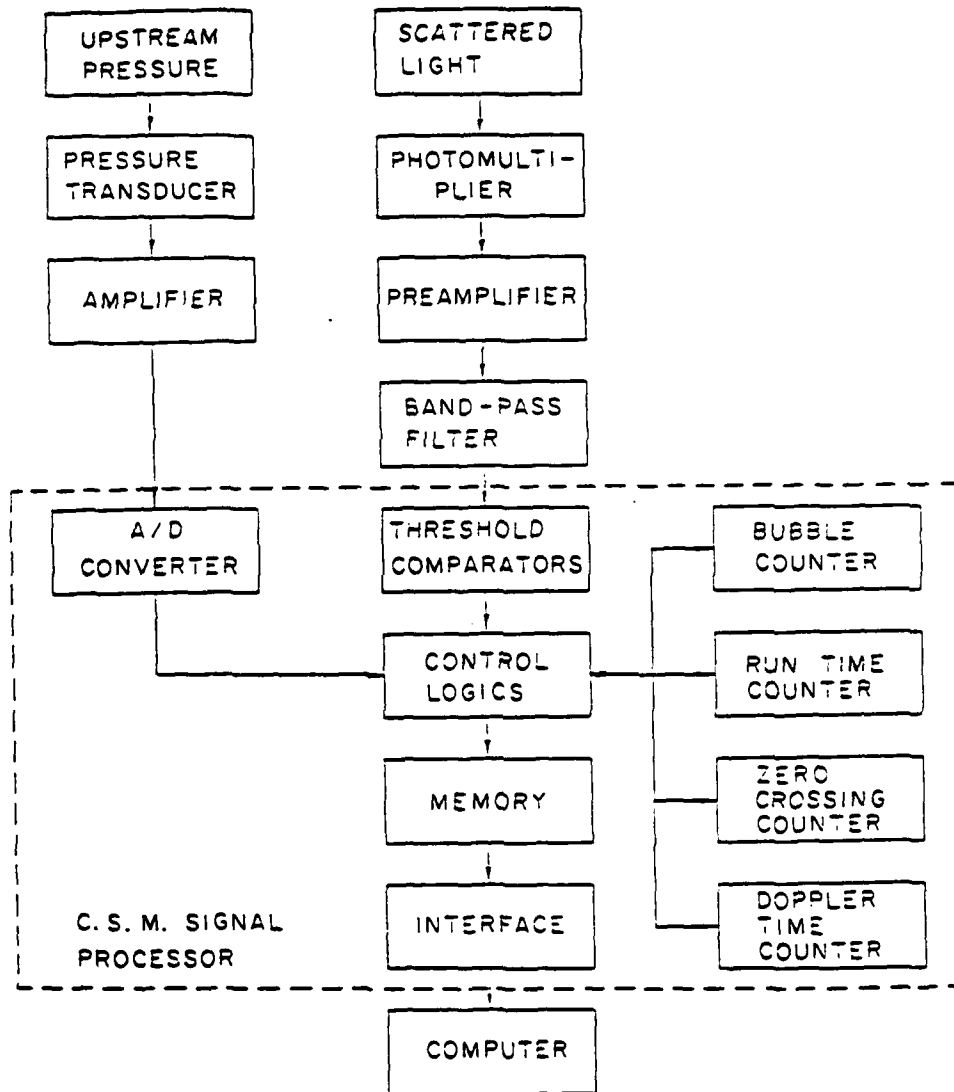 UPSTREAM
PRESSURE
SCATTERED
LIGHT
PRESSURE
TRANSDUCER
PHOTOMULTI-
PLIER
AMPLIFIER
PREAMPLIFIER
BAND-PASS
FILTER
A/D
CONVERTER
THRESHOLD
COMPARATORS
BUBBLE
COUNTER
CONTROL
LOGICS
RUN TIME
COUNTER
MEMORY
ZERO
CROSSING
COUNTER
C. S. M. SIGNAL
PROCESSOR
INTERFACE
DOPPLER
TIME
COUNTER
COMPUTER